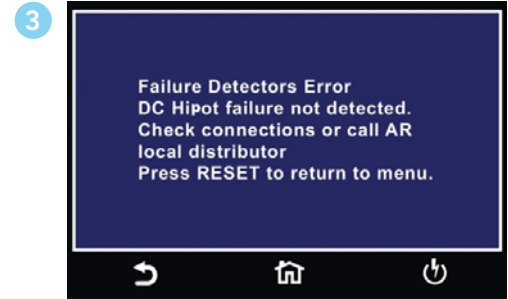 3
Failure Detectors Error
DC Hipot failure not detected.
Check connections or call AR
local distributor
Press RESET to return to menu.